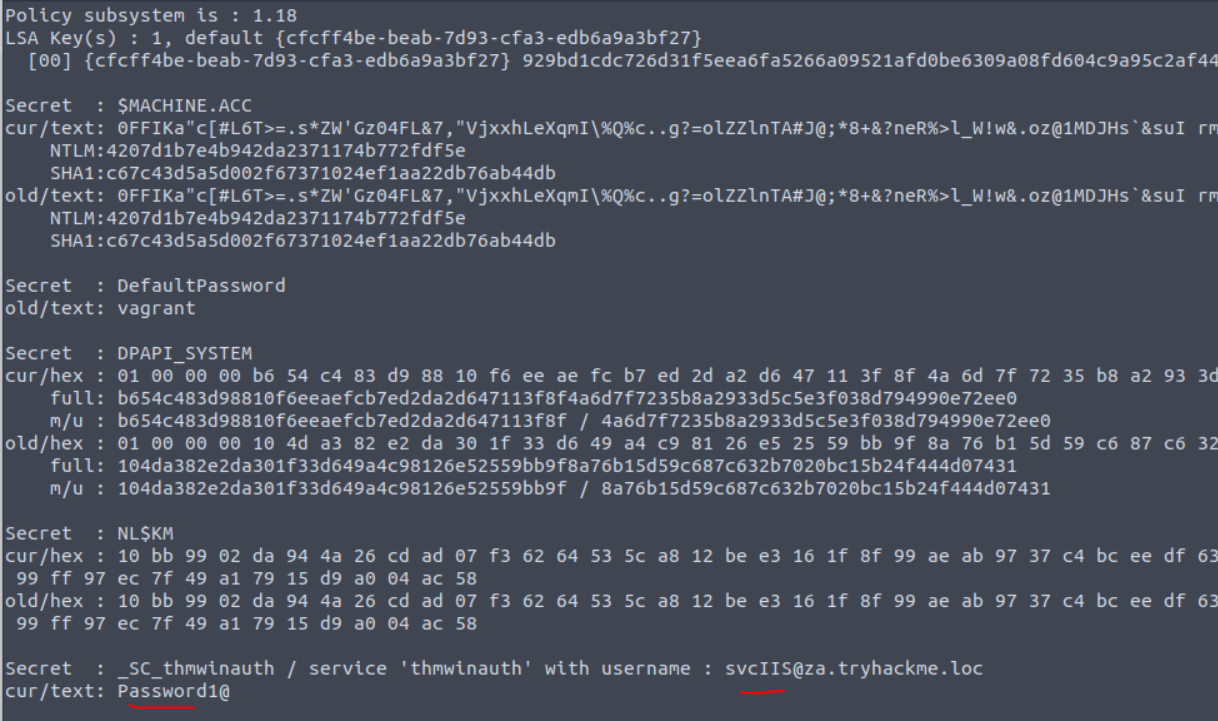 Policy subsystem is : 1.18
LSA Key(s) : 1, default {cfcff4be-beab-7d93-cfa3-edb6a9a3bf27}
  [00] {cfcff4be-beab-7d93-cfa3-edb6a9a3bf27} 929bd1cdc726d31f5eea6fa5266a09521afd0be6309a08fd604c9a95c2af44
Secret  : $MACHINE.ACC
cur/text: 0FFIKa"c[#L6T>=.s*ZW'Gz04FL&7,"VjxxhLeXqmI\%Q%c..g?=olZZlnTA#J@;*8+&?neR%>l_W!w&.oz@1MDJHs`&suI rm
    NTLM:4207d1b7e4b942da2371174b772fdf5e
    SHA1:c67c43d5a5d002f67371024ef1aa22db76ab44db
old/text: 0FFIKa"c[#L6T>=.s*ZW'Gz04FL&7,"VjxxhLeXqmI\%Q%c..g?=olZZlnTA#J@;*8+&?neR%>l_W!w&.oz@1MDJHs`&suI rm
    NTLM:4207d1b7e4b942da2371174b772fdf5e
    SHA1:c67c43d5a5d002f67371024ef1aa22db76ab44db
Secret  : DefaultPassword
old/text: vagrant
Secret  : DPAPI_SYSTEM
cur/hex : 01 00 00 00 b6 54 c4 83 d9 88 10 f6 ee ae fc b7 ed 2d a2 d6 47 11 3f 8f 4a 6d 7f 72 35 b8 a2 93 3d
    full: b654c483d98810f6eeaefcb7ed2da2d647113f8f4a6d7f7235b8a2933d5c5e3f038d794990e72ee0
    m/u : b654c483d98810f6eeaefcb7ed2da2d647113f8f / 4a6d7f7235b8a2933d5c5e3f038d794990e72ee0
old/hex : 01 00 00 00 10 4d a3 82 e2 da 30 1f 33 d6 49 a4 c9 81 26 e5 25 59 bb 9f 8a 76 b1 5d 59 c6 87 c6 32
    full: 104da382e2da301f33d649a4c98126e52559bb9f8a76b15d59c687c632b7020bc15b24f444d07431
    m/u : 104da382e2da301f33d649a4c98126e52559bb9f / 8a76b15d59c687c632b7020bc15b24f444d07431
Secret  : NL$KM
cur/hex : 10 bb 99 02 da 94 4a 26 cd ad 07 f3 62 64 53 5c a8 12 be e3 16 1f 8f 99 ae ab 97 37 c4 bc ee df 63
 99 ff 97 ec 7f 49 a1 79 15 d9 a0 04 ac 58
old/hex : 10 bb 99 02 da 94 4a 26 cd ad 07 f3 62 64 53 5c a8 12 be e3 16 1f 8f 99 ae ab 97 37 c4 bc ee df 63
 99 ff 97 ec 7f 49 a1 79 15 d9 a0 04 ac 58
Secret  : _SC_thmwinauth / service 'thmwinauth' with username : svcIIS@za.tryhackme.loc
cur/text: Password1@